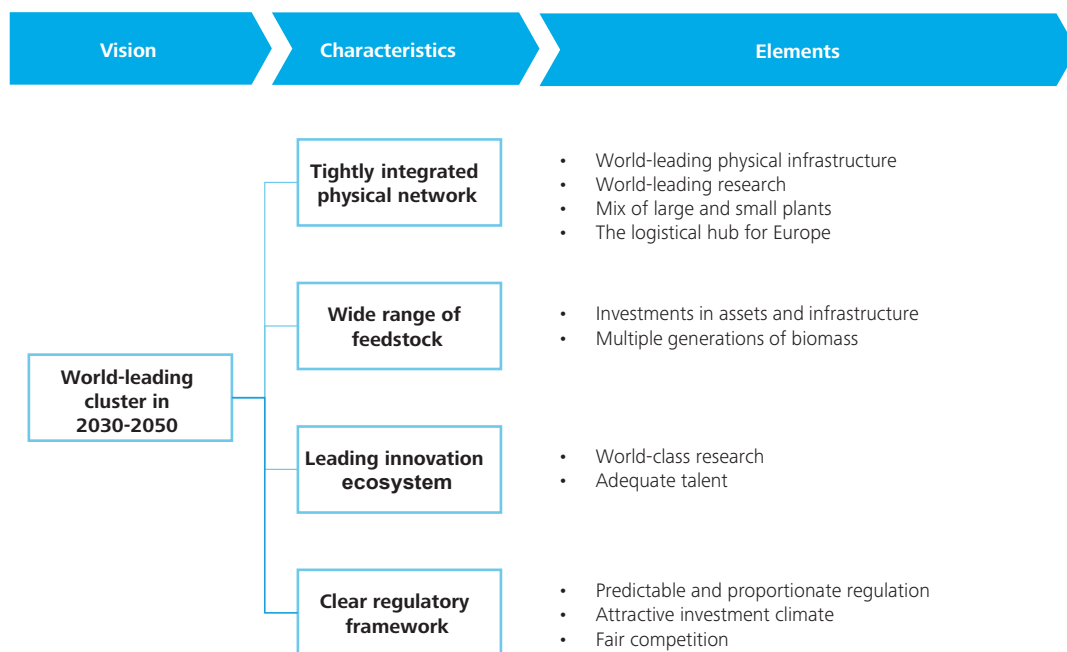 Vision
Characteristics
Elements
Tightly integrated
physical network
• World-leading physical infrastructure
• World-leading research
• Mix of large and small plants
• The logistical hub for Europe
Wide range of
feedstock
• Investments in assets and infrastructure
• Multiple generations of biomass
World-leading
cluster in
2030-2050
Leading innovation
ecosystem
• World-class research
• Adequate talent
Clear regulatory
framework
• Predictable and proportionate regulation
• Attractive investment climate
• Fair competition